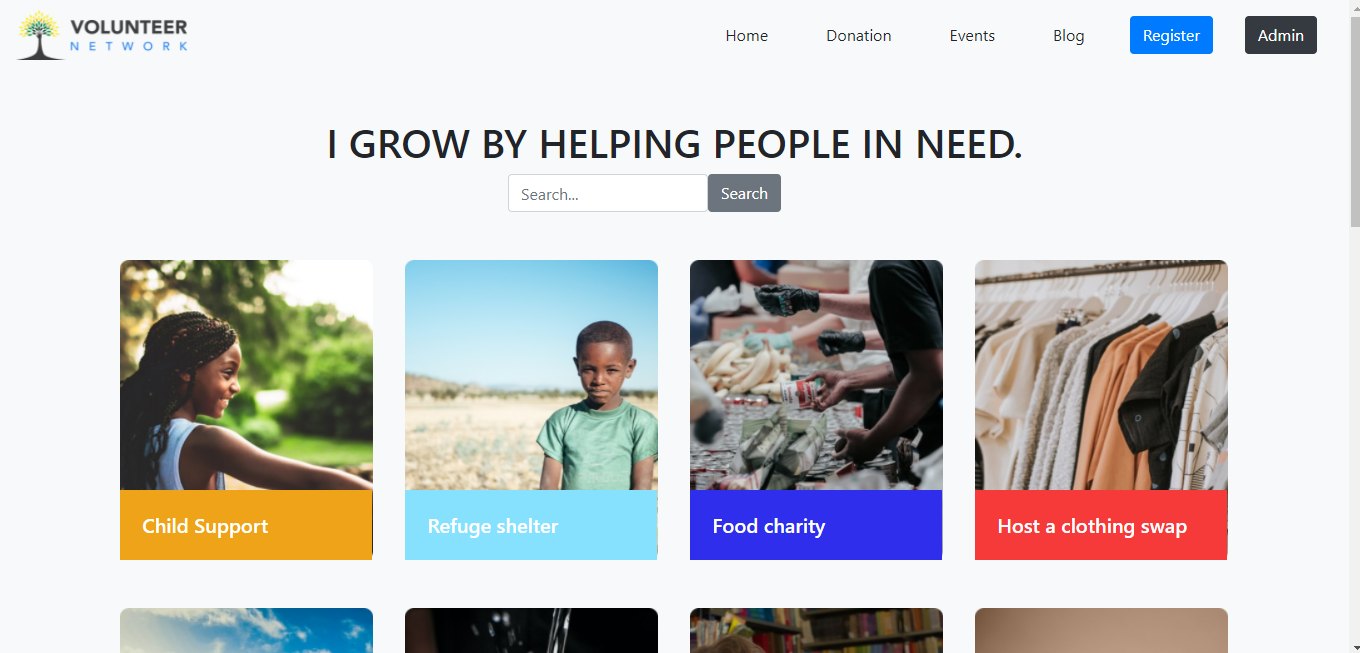 VOLUNTEER
NETWORK
Home Donation Events Blog Register Admin
I GROW BY HELPING PEOPLE IN NEED.
Search... Search
Child Support Refuge shelter Food charity Host a clothing swap